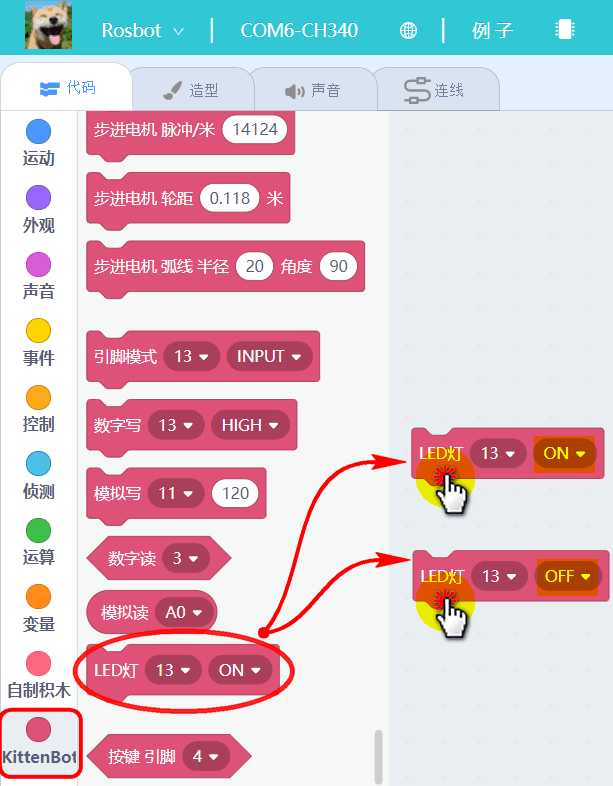 Rosbot COM6-CH340 例子
代码 造型 声音 连线
运动
外观
声音
事件
控制
侦测
运算
变量
自制积木
KittenBot
步进电机 脉冲/米 14124
步进电机 轮距 0.118 米
步进电机 弧线 半径 20 角度 90
引脚模式 13 INPUT
数字写 13 HIGH
模拟写 11 120
数字读 3
模拟读 A0
LED灯 13 ON
按键 引脚 4
LED灯 13 ON
LED灯 13 OFF